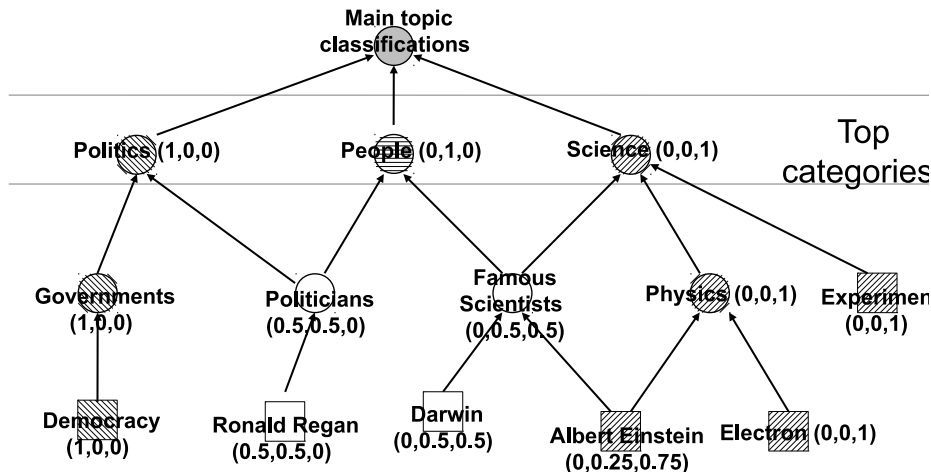 Main topic
classifications
Politics (1,0,0)
People (0,1,0)
Science (0,0,1)
Top
categories
Governments
(1,0,0)
Politicians
(0.5,0.5,0)
Famous
Scientists
(0,0.5,0.5)
Physics (0,0,1)
Experimen
(0,0,1)
Democracy
(1,0,0)
Ronald Regan
(0.5,0.5,0)
Darwin
(0,0.5,0.5)
Albert Einstein
(0,0.25,0.75)
Electron (0,0,1)